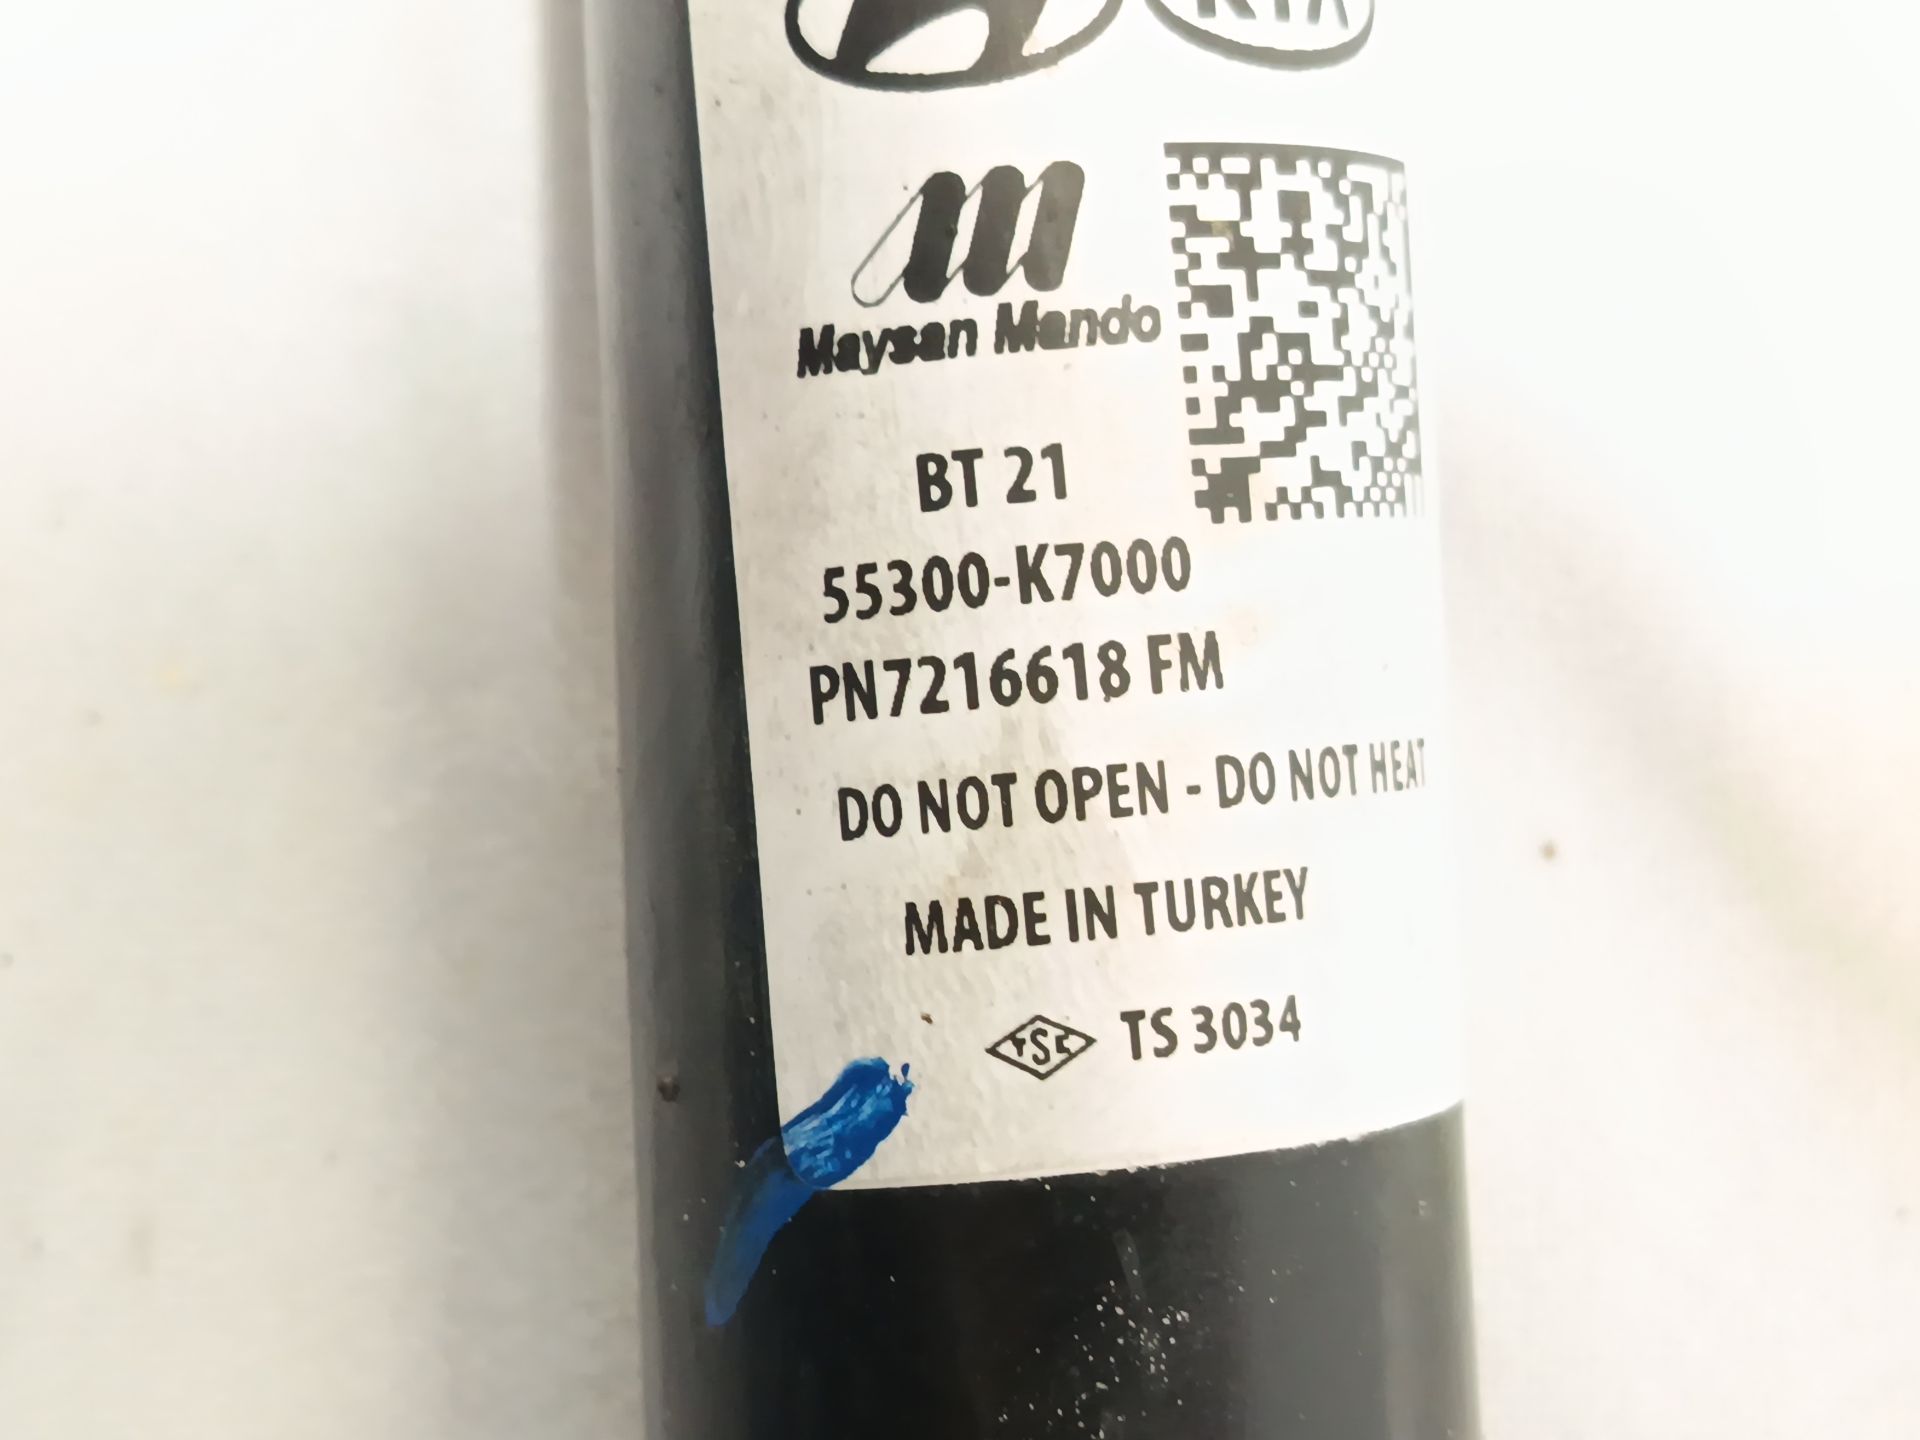 KIA
Maysan Mando
BT 21
55300-K7000
PN7216618 FM
DO NOT OPEN - DO NOT HEAT
MADE IN TURKEY
TSE TS 3034